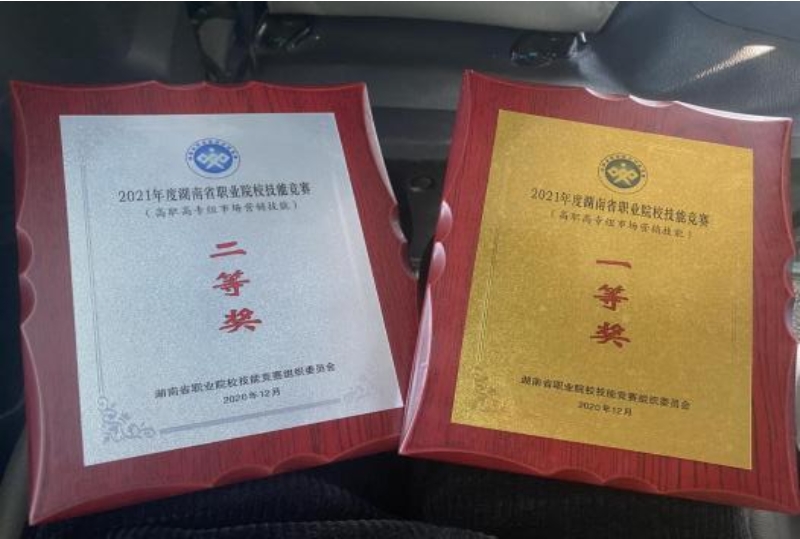 2021年度湖南省职业院校技能竞赛
（高职高专组市场营销技能）
二
等
奖
湖南省职业院校技能竞赛组织委员会
2020年12月
2021年度湖南省职业院校技能竞赛
（高职高专组市场营销技能）
一
等
奖
湖南省职业院校技能竞赛组织委员会
2020年12月